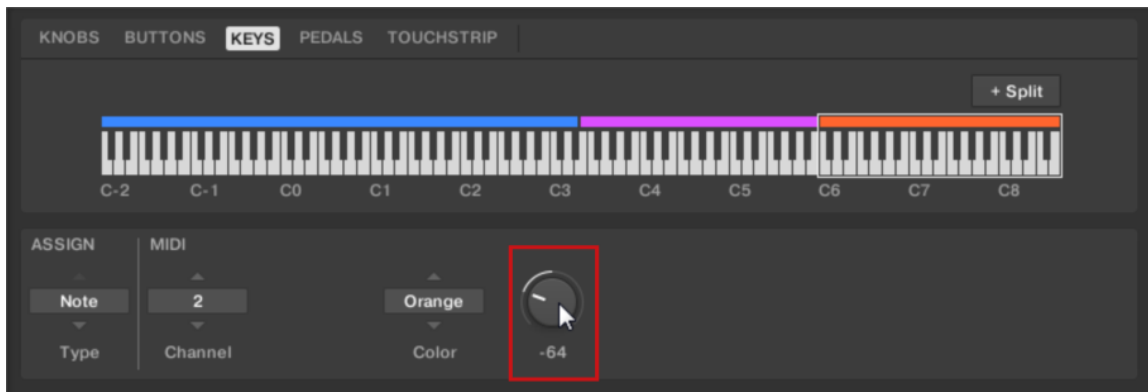 KNOBS BUTTONS KEYS PEDALS TOUCHSTRIP
+ Split
C-2 C-1 C0 C1 C2 C3 C4 C5 C6 C7 C8
ASSIGN MIDI
Note 2 Orange
Type Channel Color -64